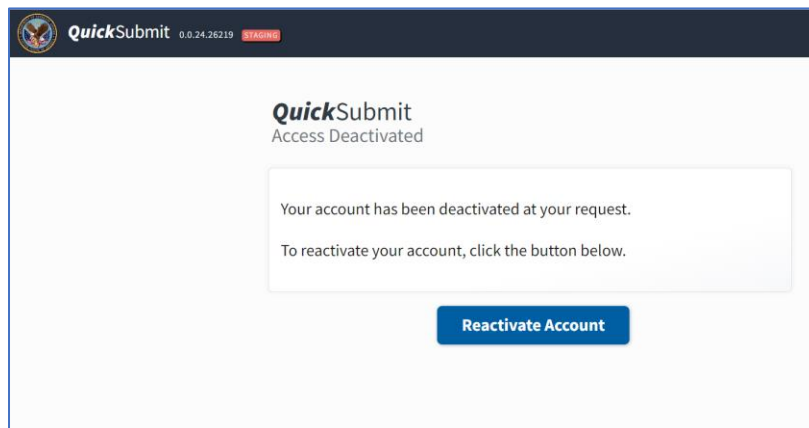 QuickSubmit 0.0.24.26219 STAGING
QuickSubmit
Access Deactivated
Your account has been deactivated at your request.
To reactivate your account, click the button below.
Reactivate Account